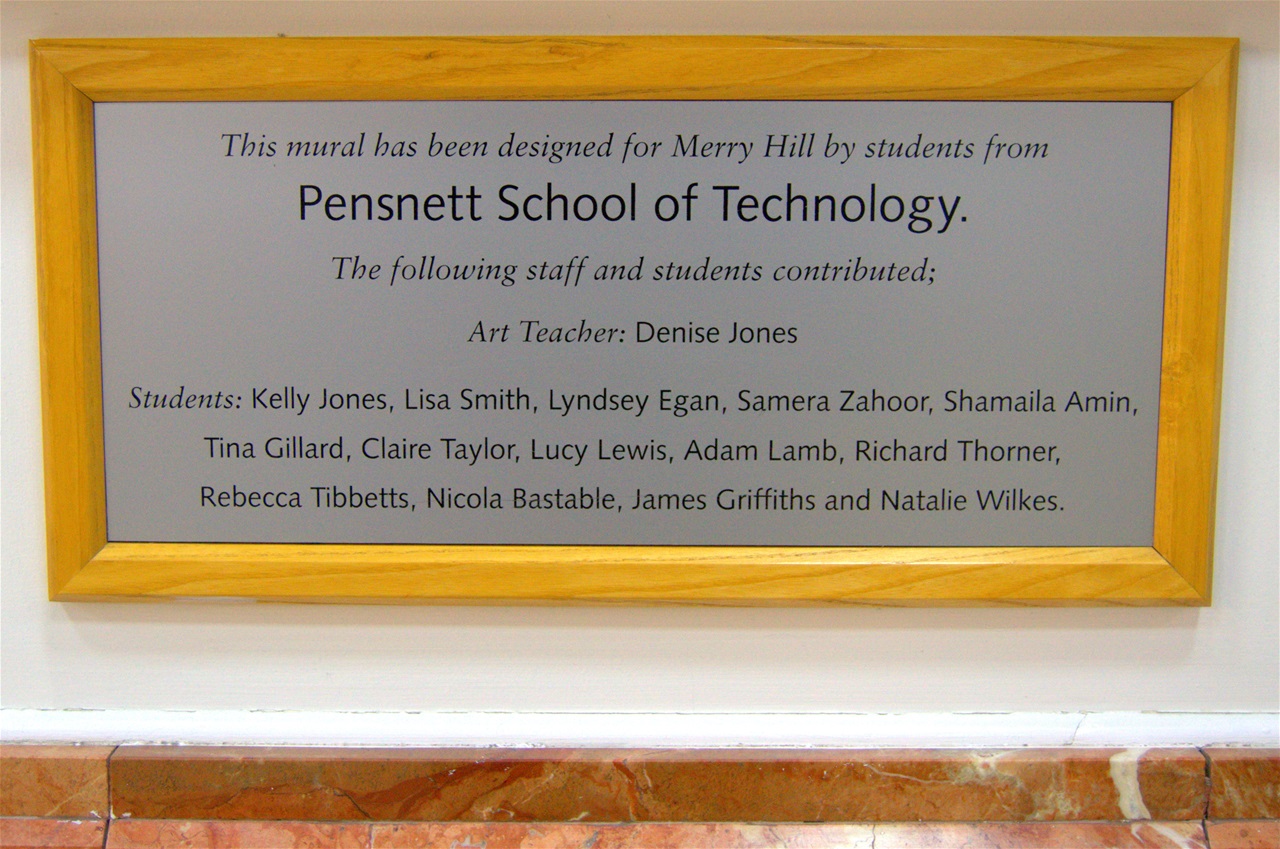 This mural has been designed for Merry Hill by students from
Pensnett School of Technology.
The following staff and students contributed;
Art Teacher: Denise Jones
Students: Kelly Jones, Lisa Smith, Lyndsey Egan, Samera Zahoor, Shamaila Amin,
Tina Gillard, Claire Taylor, Lucy Lewis, Adam Lamb, Richard Thorner,
Rebecca Tibbetts, Nicola Bastable, James Griffiths and Natalie Wilkes.